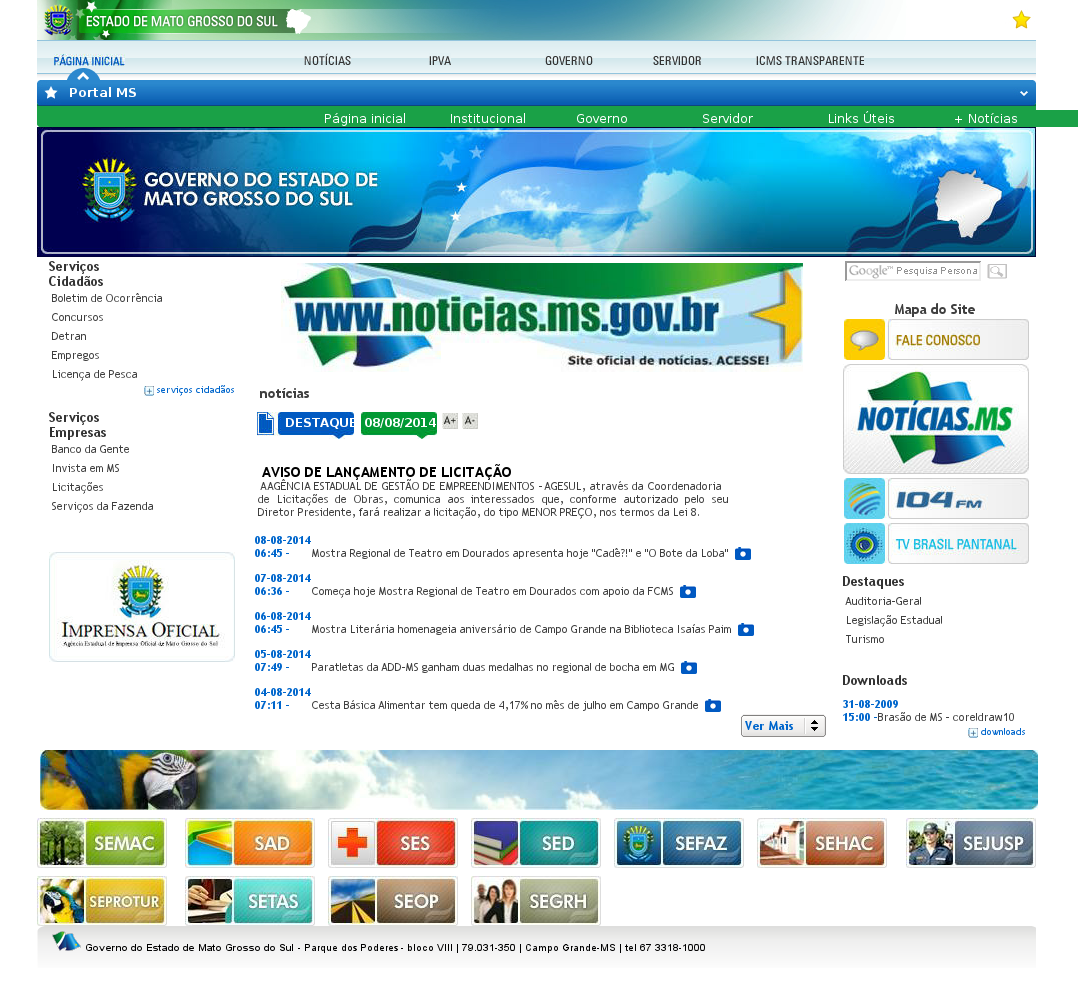 ESTADO DE MATO GROSSO DO SUL
PÁGINA INICIAL
NOTÍCIAS
IPVA
GOVERNO
SERVIDOR
ICMS TRANSPARENTE
Portal MS
Página inicial
Institucional
Governo
Servidor
Links Úteis
+ Notícias
GOVERNO DO ESTADO DE
MATO GROSSO DO SUL
Serviços
Cidadãos
Boletim de Ocorrência
Concursos
Detran
Empregos
Licença de Pesca
serviços cidadãos
Serviços
Empresas
Banco da Gente
Invista em MS
Licitações
Serviços da Fazenda
IMPRENSA OFICIAL
Agência Estadual de Imprensa Oficial de Mato Grosso do Sul
www.noticias.ms.gov.br
Site oficial de notícias. ACESSE!
notícias
DESTAQUE
08/08/2014
A+
A-
AVISO DE LANÇAMENTO DE LICITAÇÃO
AAGÊNCIA ESTADUAL DE GESTÃO DE EMPREENDIMENTOS - AGESUL, através da Coordenadoria
de Licitações de Obras, comunica aos interessados que, conforme autorizado pelo seu
Diretor Presidente, fará realizar a licitação, do tipo MENOR PREÇO, nos termos da Lei 8.
08-08-2014
06:45 - Mostra Regional de Teatro em Dourados apresenta hoje "Cadê?!" e "O Bote da Loba"
07-08-2014
06:36 - Começa hoje Mostra Regional de Teatro em Dourados com apoio da FCMS
06-08-2014
06:45 - Mostra Literária homenageia aniversário de Campo Grande na Biblioteca Isaías Paim
05-08-2014
07:49 - Paratletas da ADD-MS ganham duas medalhas no regional de bocha em MG
04-08-2014
07:11 - Cesta Básica Alimentar tem queda de 4,17% no mês de julho em Campo Grande
Ver Mais
Google™ Pesquisa Persona
Mapa do Site
FALE CONOSCO
NOTÍCIAS.MS
104 FM
TV BRASIL PANTANAL
Destaques
Auditoria-Geral
Legislação Estadual
Turismo
Downloads
31-08-2009
15:00 -Brasão de MS - coreldraw10
downloads
SEMAC
SAD
SES
SED
SEFAZ
SEHAC
SEJUSP
SEPROTUR
SETAS
SEOP
SEGRH
Governo do Estado de Mato Grosso do Sul - Parque dos Poderes - bloco VIII | 79.031-350 | Campo Grande-MS | tel 67 3318-1000